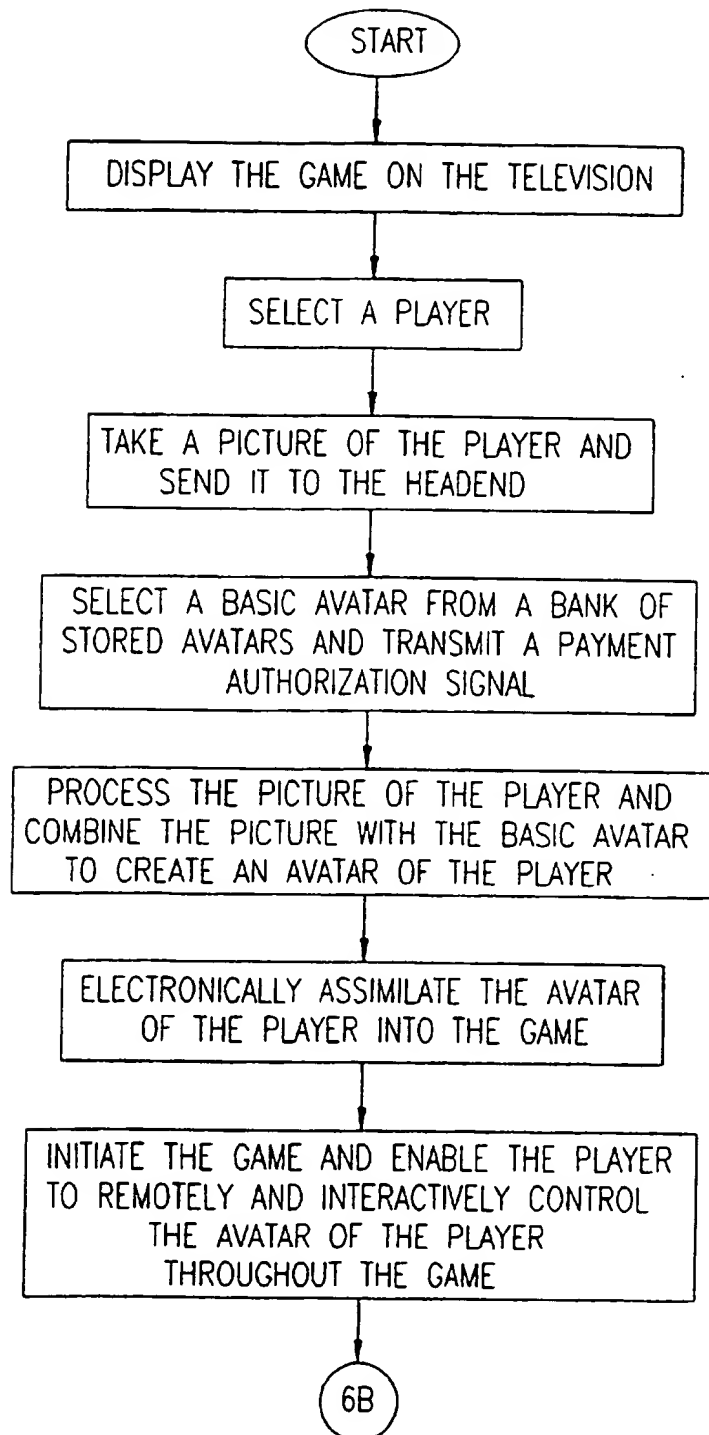 START
DISPLAY THE GAME ON THE TELEVISION
SELECT A PLAYER
TAKE A PICTURE OF THE PLAYER AND
SEND IT TO THE HEADEND
SELECT A BASIC AVATAR FROM A BANK OF
STORED AVATARS AND TRANSMIT A PAYMENT
AUTHORIZATION SIGNAL
PROCESS THE PICTURE OF THE PLAYER AND
COMBINE THE PICTURE WITH THE BASIC AVATAR
TO CREATE AN AVATAR OF THE PLAYER
ELECTRONICALLY ASSIMILATE THE AVATAR
OF THE PLAYER INTO THE GAME
INITIATE THE GAME AND ENABLE THE PLAYER
TO REMOTELY AND INTERACTIVELY CONTROL
THE AVATAR OF THE PLAYER
THROUGHOUT THE GAME
6B